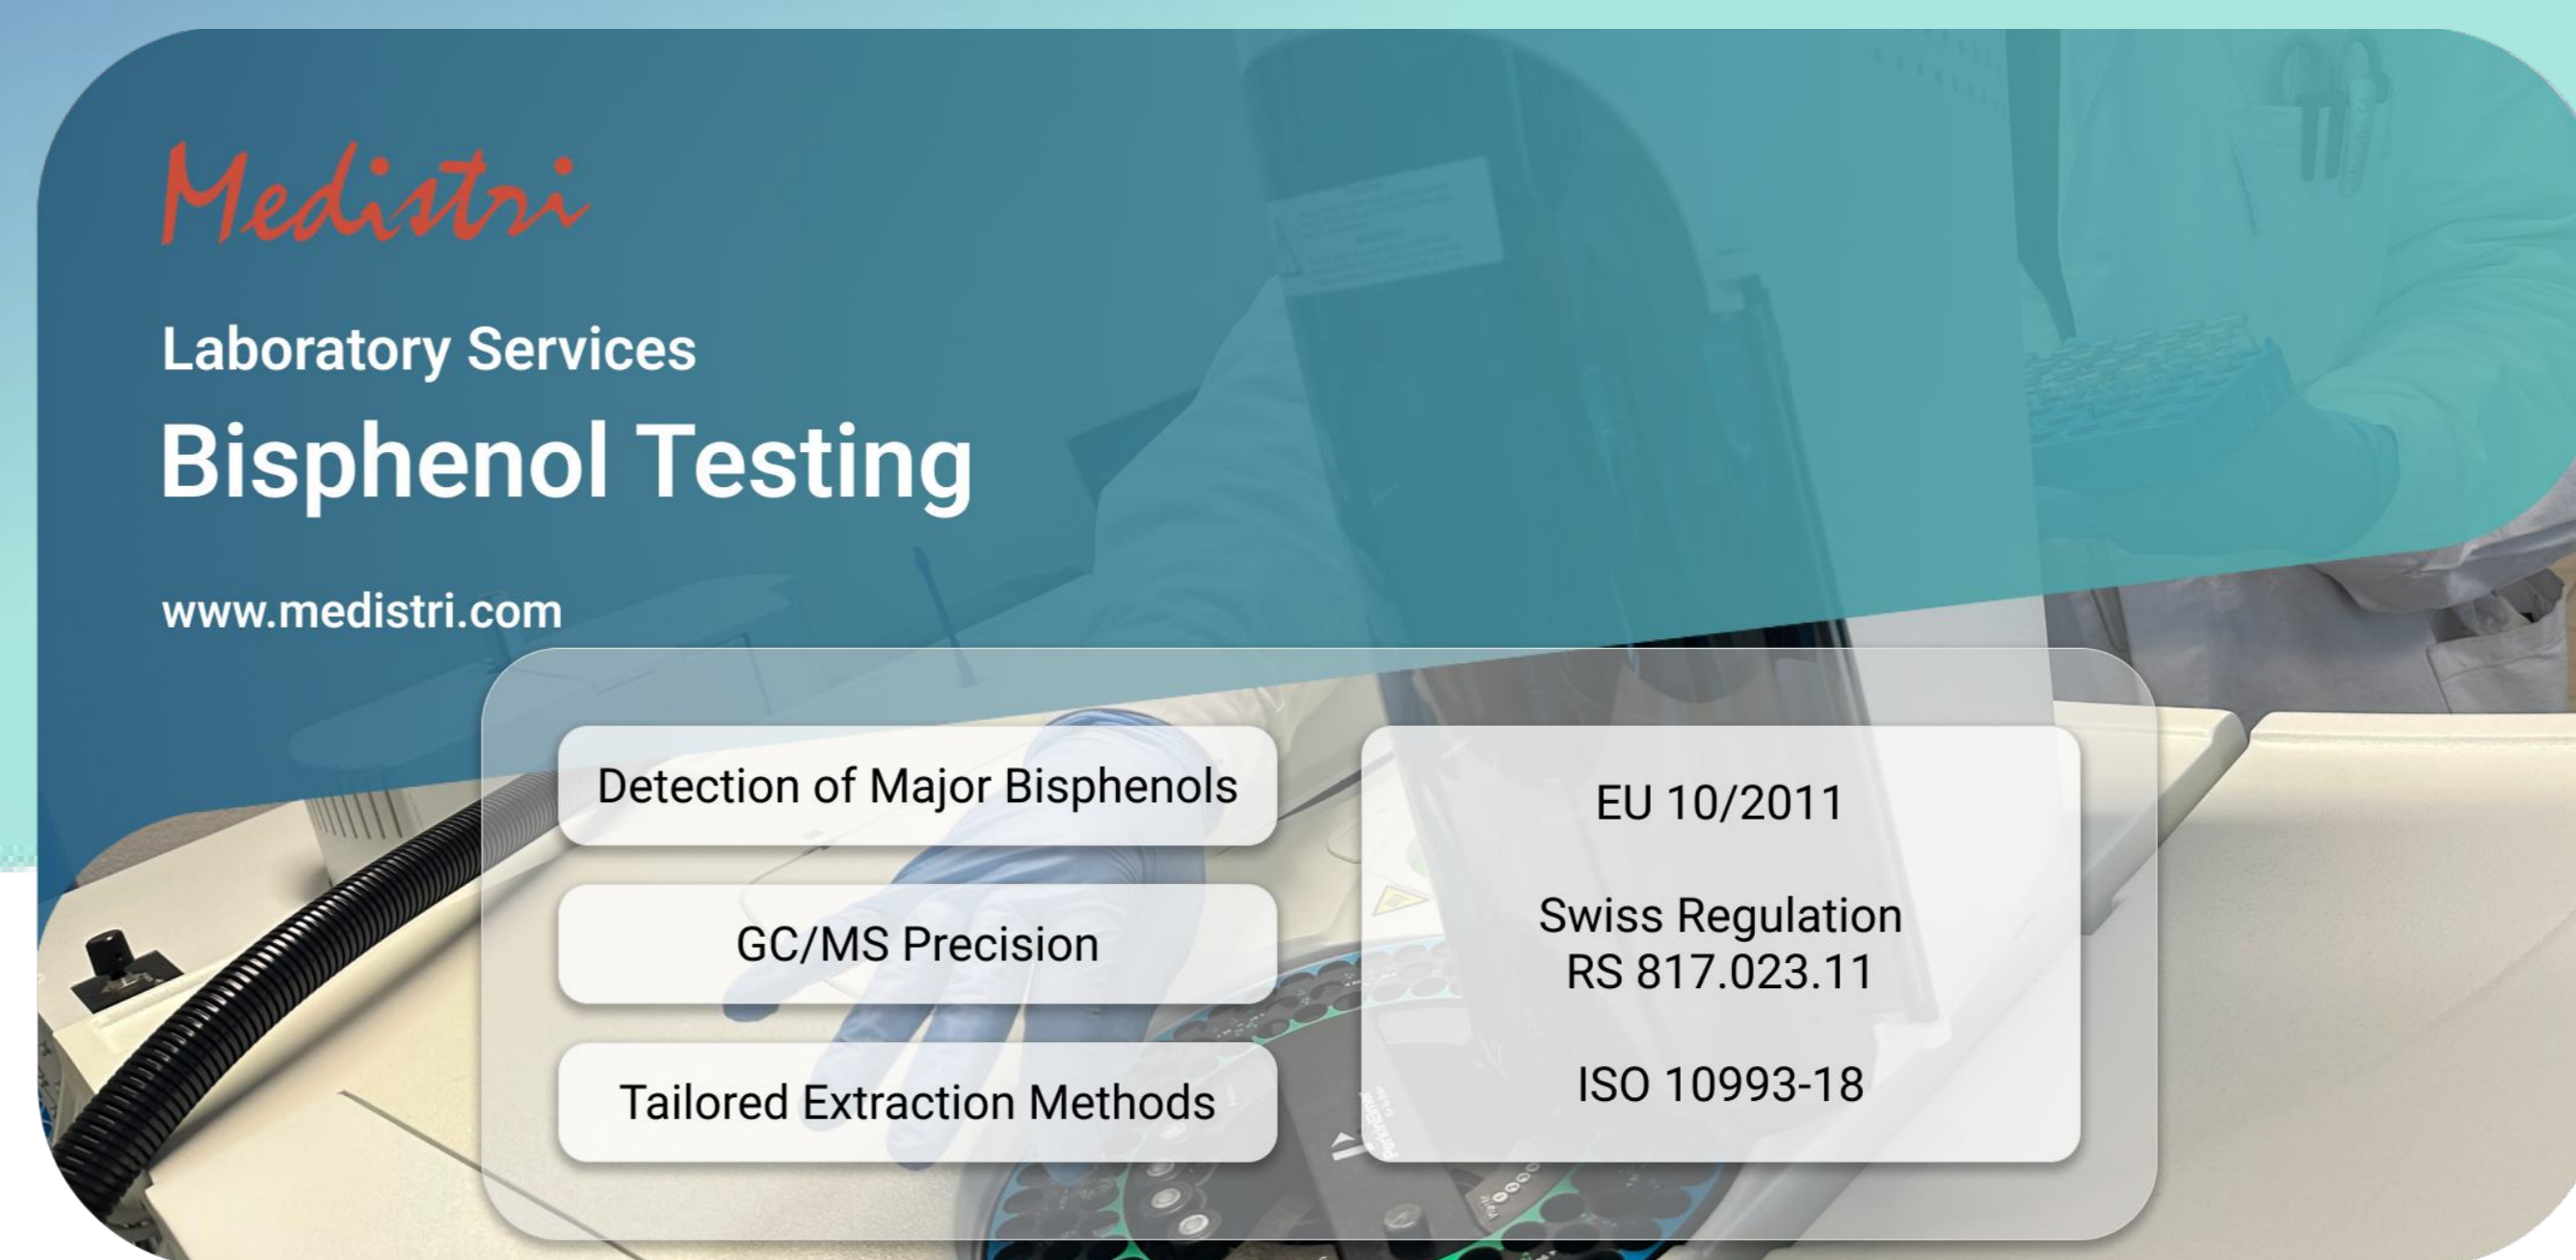 Medistri
Laboratory Services
Bisphenol Testing
www.medistri.com
Detection of Major Bisphenols
GC/MS Precision
Tailored Extraction Methods
EU 10/2011
Swiss Regulation
RS 817.023.11
ISO 10993-18
PerkinElmer